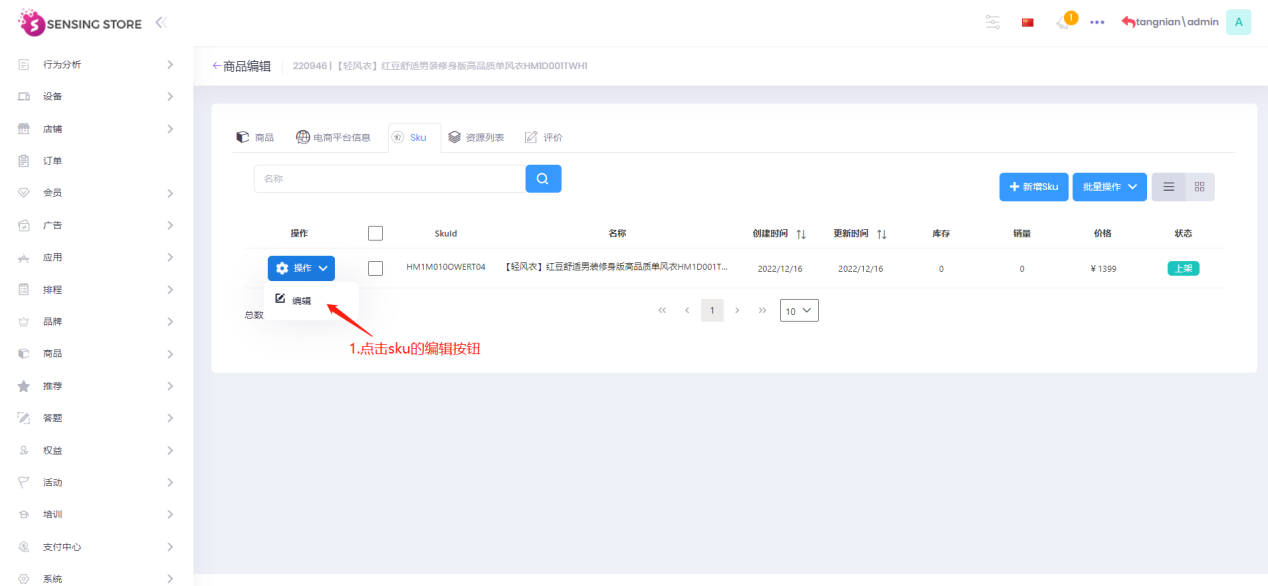 SENSING STORE
1
tangnian\admin
A
行为分析
设备
店铺
订单
会员
广告
应用
排程
品牌
商品
推荐
答题
权益
活动
培训
支付中心
系统
商品编辑
220946 | 【轻风衣】红豆舒适男装修身版高品质单风衣HM1D001TWH1
商品
电商平台信息
Sku
资源列表
评价
名称
新增Sku
批量操作
操作
SkuId
名称
创建时间
更新时间
库存
销量
价格
状态
操作
HM1M010OWERT04
【轻风衣】红豆舒适男装修身版高品质单风衣HM1D001T...
2022/12/16
2022/12/16
0
0
¥ 1399
上架
编辑
总数
1
10
1.点击sku的编辑按钮